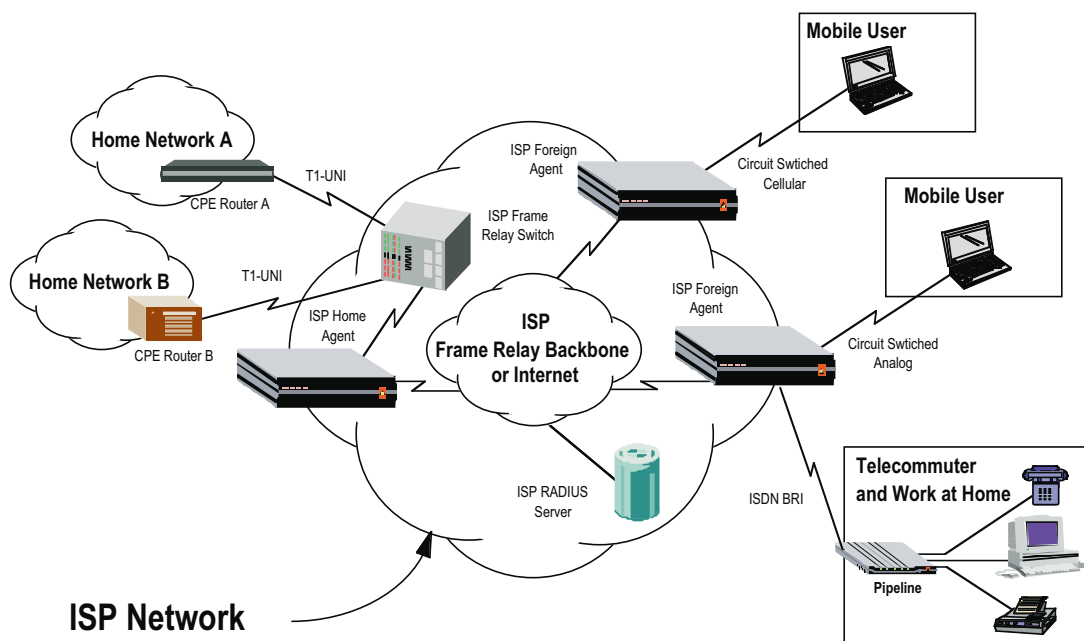 Mobile User
Home Network A
CPE Router A
T1-UNI
ISP Foreign
Agent
Circuit Swtiched
Cellular
ISP Frame
Relay Switch
Mobile User
Home Network B
CPE Router B
T1-UNI
ISP Home
Agent
ISP
Frame Relay Backbone
or Internet
ISP Foreign
Agent
Circuit Swtiched
Analog
ISP RADIUS
Server
ISDN BRI
Telecommuter
and Work at Home
Pipeline
ISP Network